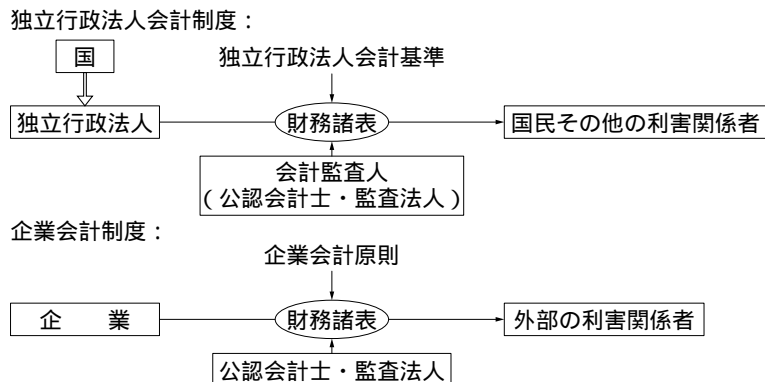 独立行政法人会計制度：
国
独立行政法人会計基準
独立行政法人
財務諸表
国民その他の利害関係者
会計監査人
（公認会計士・監査法人）
企業会計制度：
企業会計原則
企　業
財務諸表
外部の利害関係者
公認会計士・監査法人